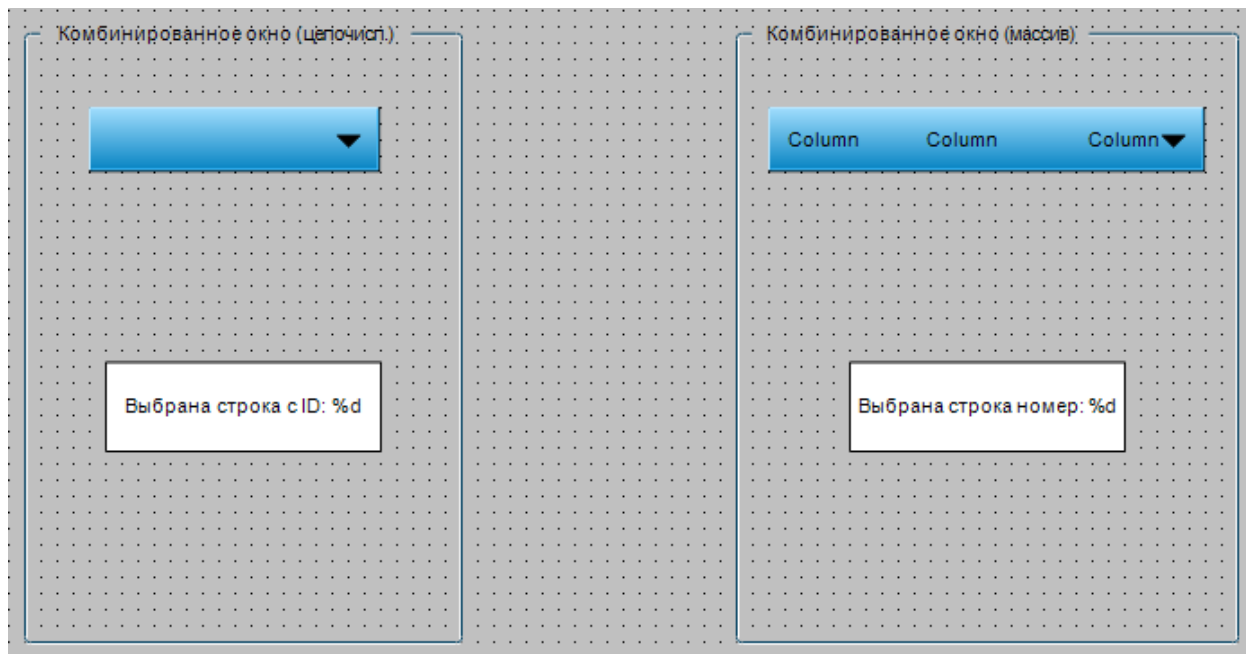 Комбинированное окно (целочисл.)
Комбинированное окно (массив)
Column Column Column
Выбрана строка с ID: %d
Выбрана строка номер: %d